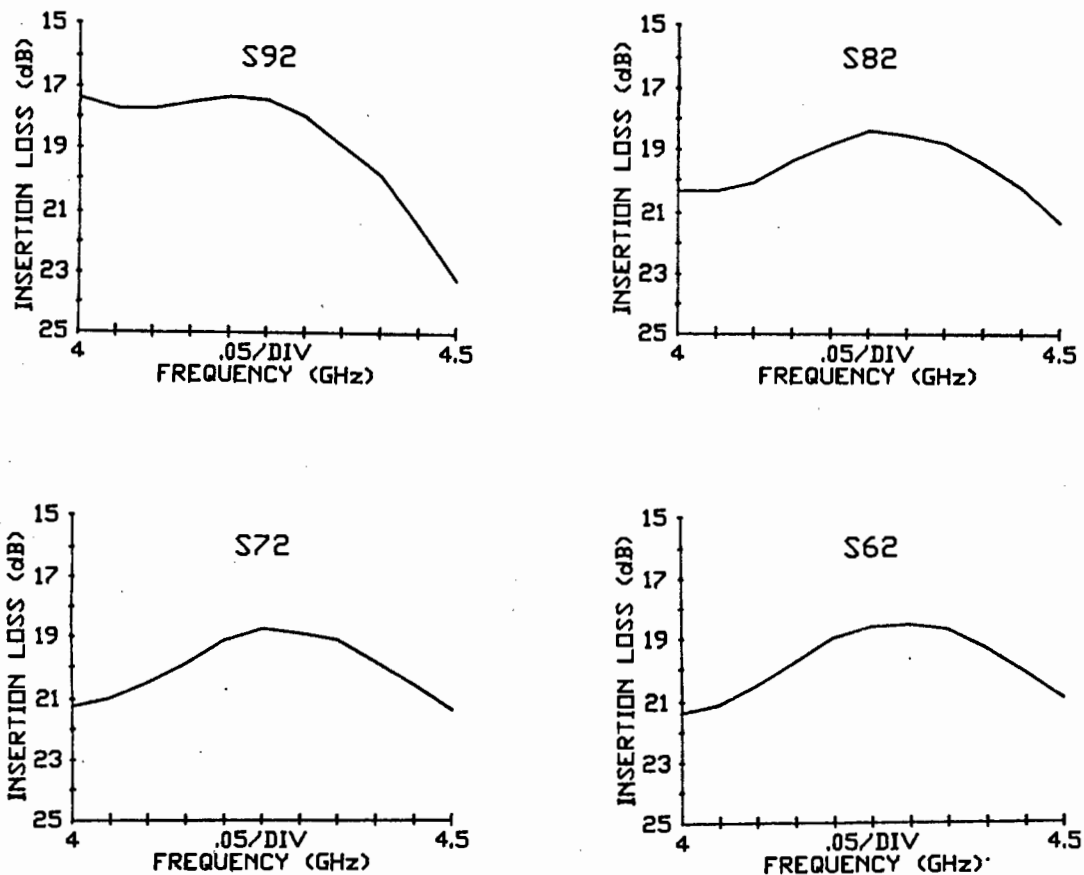 S92
INSERTION LOSS (dB)
15
17
19
21
23
25
4
.05/DIV
4.5
FREQUENCY (GHz)
S82
INSERTION LOSS (dB)
15
17
19
21
23
25
4
.05/DIV
4.5
FREQUENCY (GHz)
S72
INSERTION LOSS (dB)
15
17
19
21
23
25
4
.05/DIV
4.5
FREQUENCY (GHz)
S62
INSERTION LOSS (dB)
15
17
19
21
23
25
4
.05/DIV
4.5
FREQUENCY (GHz)